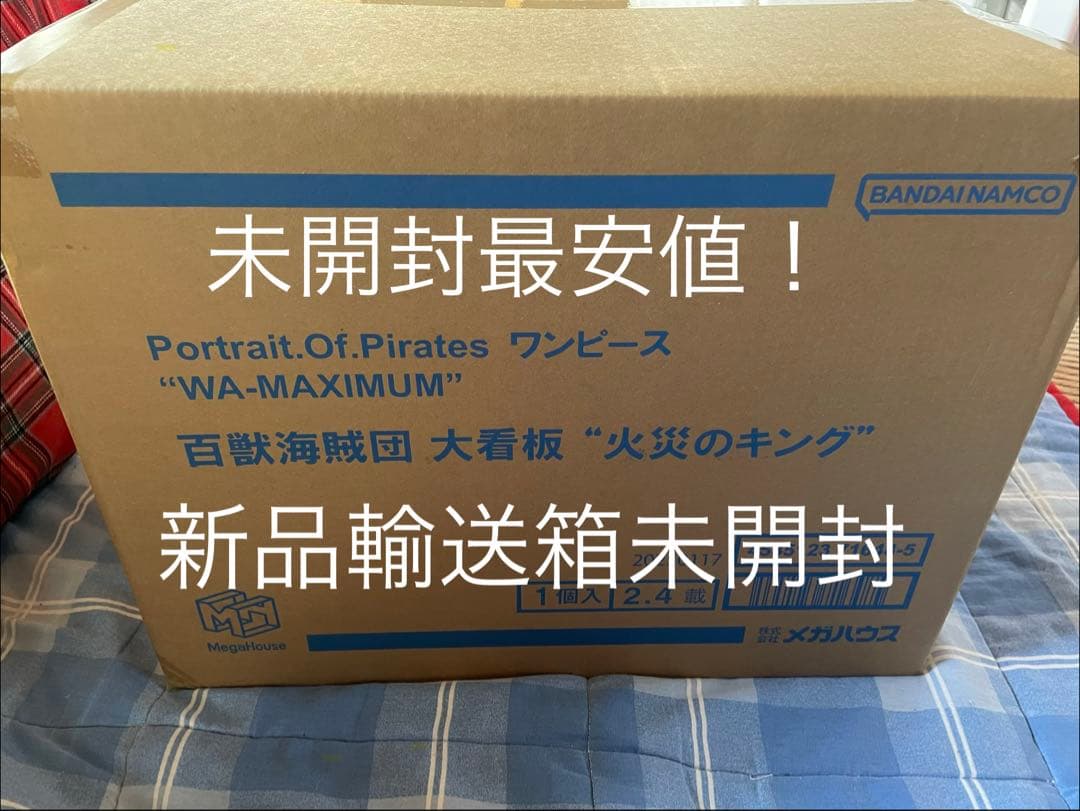 BANDAI NAMCO
未開封最安値！
Portrait.Of.Pirates ワンピース
“WA-MAXIMUM”
百獣海賊団 大看板 “火災のキング”
新品輸送箱未開封
1個入 2.4 載
MegaHouse
株式会社 メガハウス